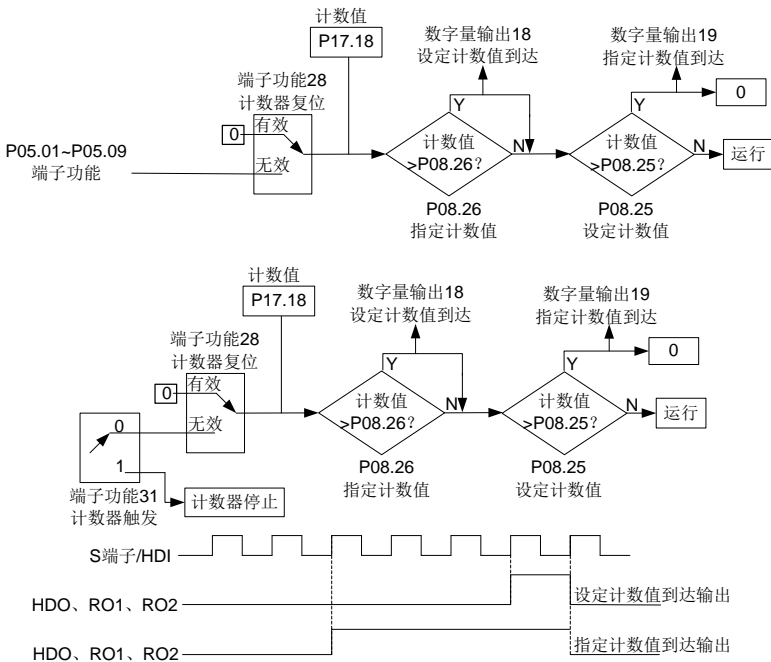 计数值
P17.18
数字量输出18
设定计数值到达
数字量输出19
指定计数值到达
端子功能28
计数器复位
0
有效
无效
P05.01~P05.09
端子功能
Y
0
Y
计数值
>P08.26?
N
计数值
>P08.25?
N
运行
P08.26
指定计数值
P08.25
设定计数值
计数值
P17.18
数字量输出18
设定计数值到达
数字量输出19
指定计数值到达
端子功能28
计数器复位
0
有效
无效
Y
0
Y
计数值
>P08.26?
N
计数值
>P08.25?
N
运行
0
1
P08.26
指定计数值
P08.25
设定计数值
端子功能31
计数器触发
计数器停止
S端子/HDI
HDO、RO1、RO2
设定计数值到达输出
HDO、RO1、RO2
指定计数值到达输出